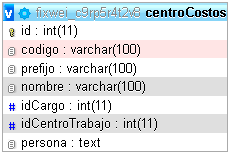 v fixwei_c9rp5r4t2v8 centroCostos
id : int(11)
codigo : varchar(100)
prefijo : varchar(100)
nombre : varchar(100)
# idCargo : int(11)
# idCentroTrabajo : int(11)
persona : text